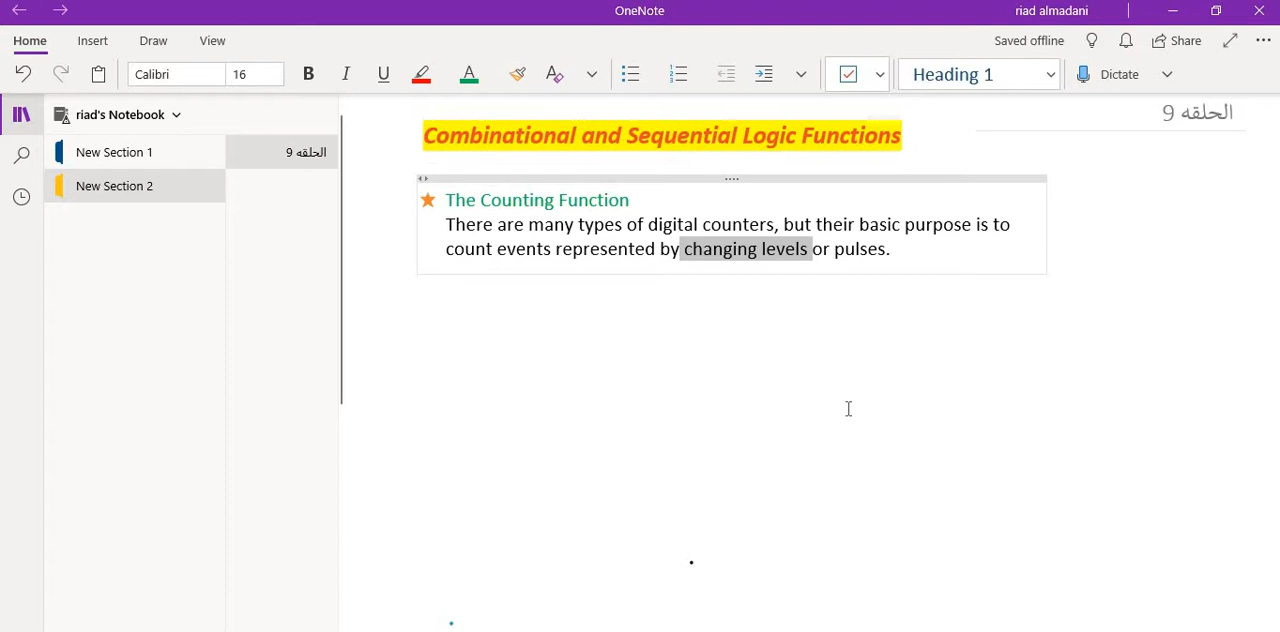 OneNote
riad almadani
Home
Insert
Draw
View
Saved offline
Share
Calibri
16
B
I
U
A
A
Heading 1
Dictate
riad's Notebook
New Section 1
New Section 2
الحلقه 9
الحلقه 9
Combinational and Sequential Logic Functions
The Counting Function
There are many types of digital counters, but their basic purpose is to
count events represented by changing levels or pulses.